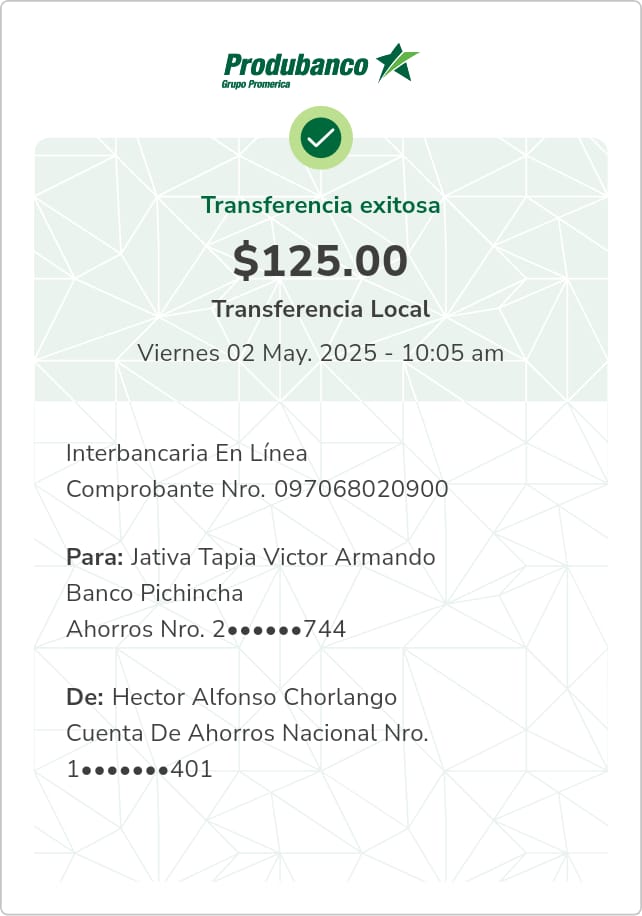 Produbanco
Grupo Promerica
Transferencia exitosa
$125.00
Transferencia Local
Viernes 02 May. 2025 - 10:05 am
Interbancaria En Línea
Comprobante Nro. 097068020900
Para: Jativa Tapia Victor Armando
Banco Pichincha
Ahorros Nro. 2●●●●●●744
De: Hector Alfonso Chorlango
Cuenta De Ahorros Nacional Nro.
1●●●●●●●401